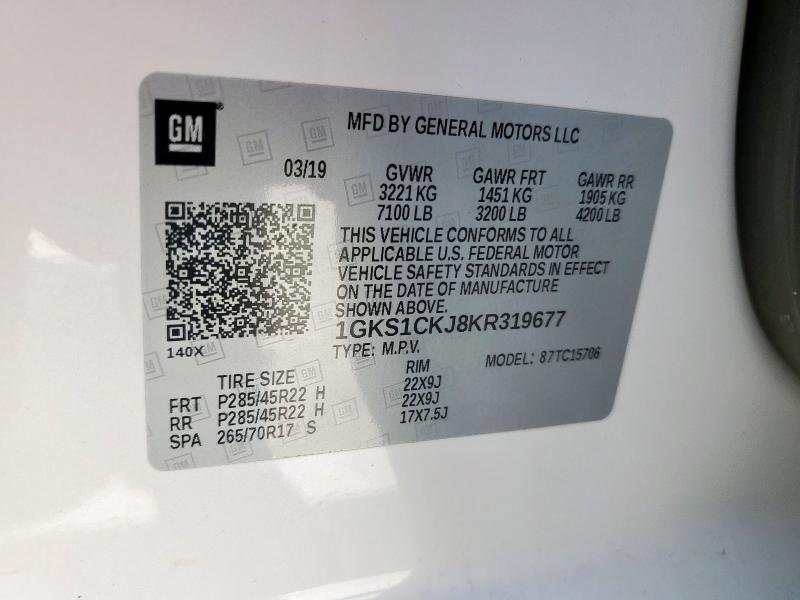 GM®
MFD BY GENERAL MOTORS LLC
03/19
GVWR GAWR FRT GAWR RR
3221 KG 1451 KG 1905 KG
7100 LB 3200 LB 4200 LB
THIS VEHICLE CONFORMS TO ALL
APPLICABLE U.S. FEDERAL MOTOR
VEHICLE SAFETY STANDARDS IN EFFECT
ON THE DATE OF MANUFACTURE
SHOWN ABOVE.
1GKS1CKJ8KR319677
140X
TYPE: M.P.V. MODEL: 87TC15706
TIRE SIZE RIM
FRT P285/45R22 H 22X9J
RR P285/45R22 H 22X9J
SPA 265/70R17 S 17X7.5J